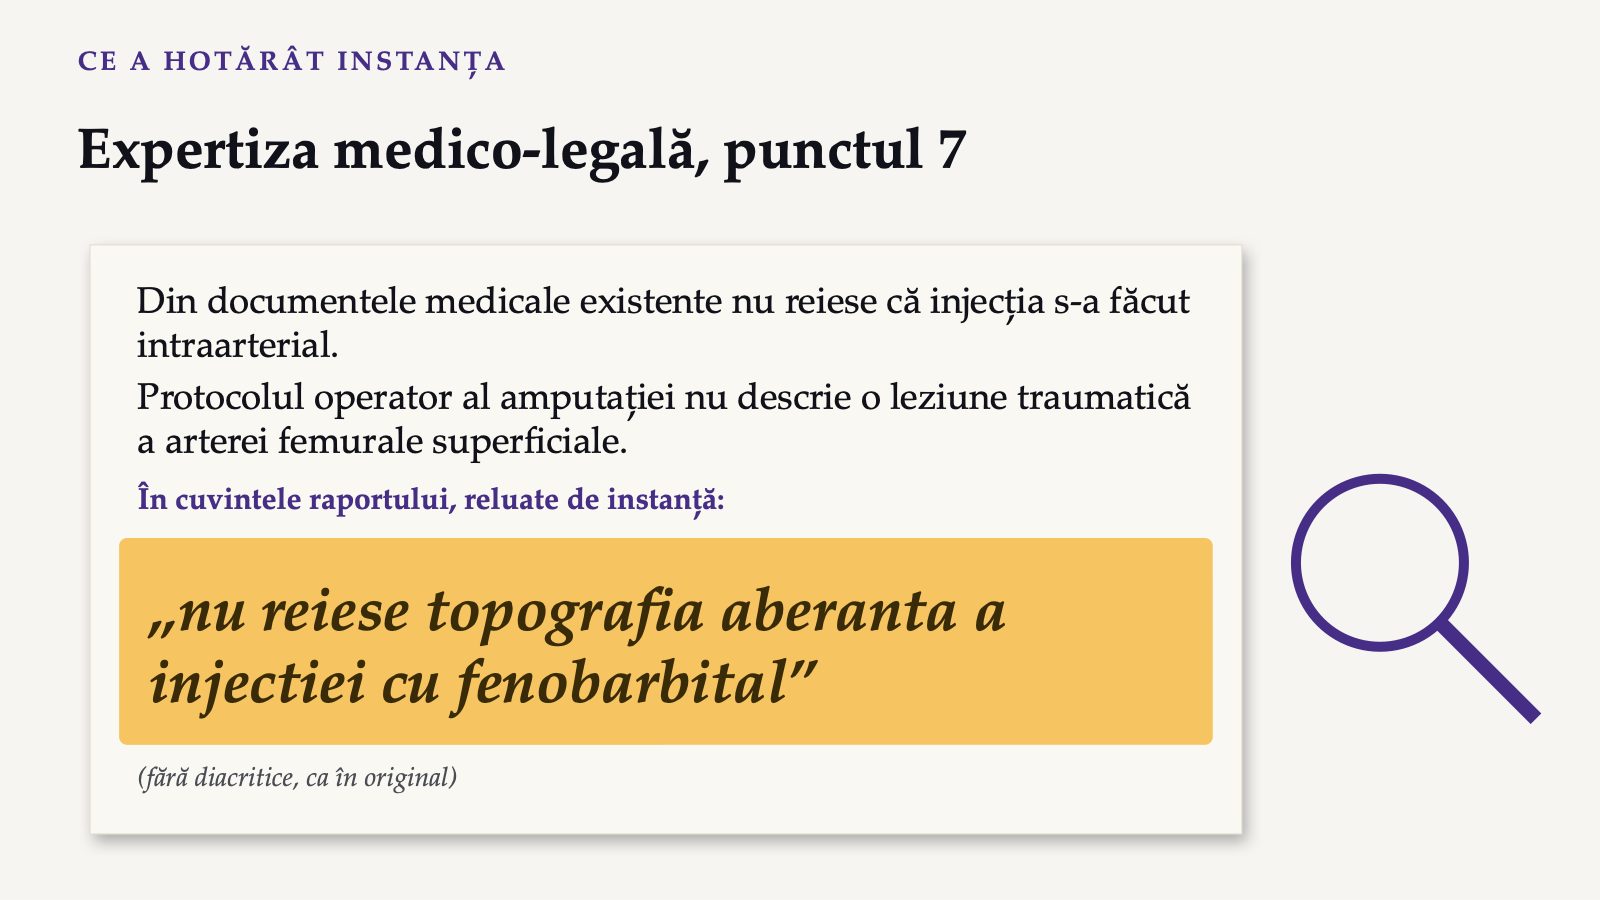 CE A HOTĂRÂT INSTANȚA
Expertiza medico-legală, punctul 7
Din documentele medicale existente nu reiese că injecția s-a făcut
intraarterial.
Protocolul operator al amputației nu descrie o leziune traumatică
a arterei femurale superficiale.
În cuvintele raportului, reluate de instanță:
„nu reiese topografia aberanta a
injectiei cu fenobarbital”
(fără diacritice, ca în original)